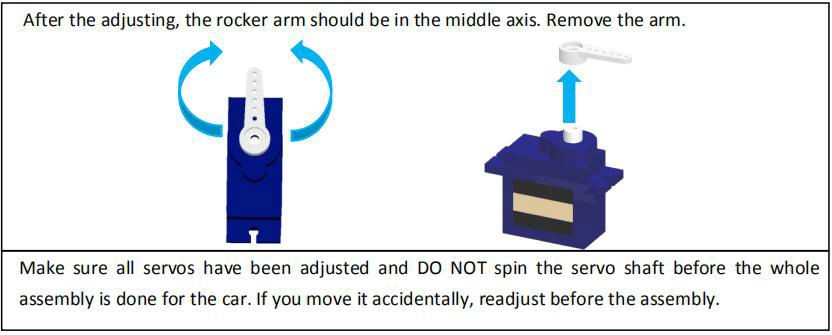 After the adjusting, the rocker arm should be in the middle axis. Remove the arm.
Make sure all servos have been adjusted and DO NOT spin the servo shaft before the whole
assembly is done for the car. If you move it accidentally, readjust before the assembly.